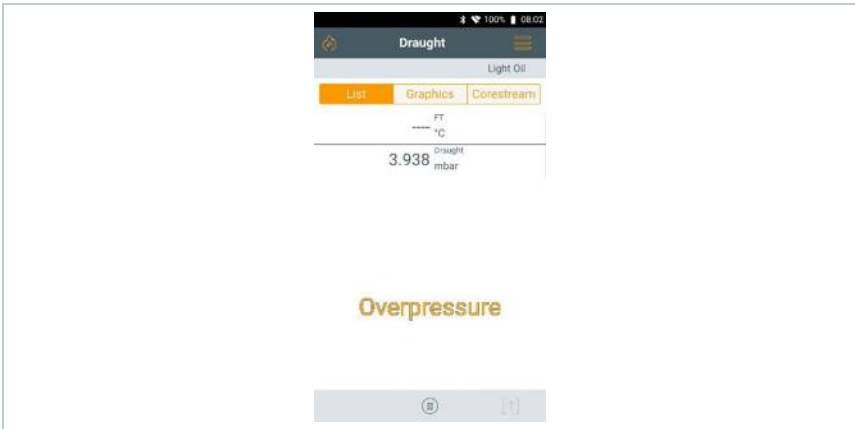 100% 08:02
Draught
Light Oil
List Graphics Corestream
FT
---- °C
Draught
3.938 mbar
Overpressure